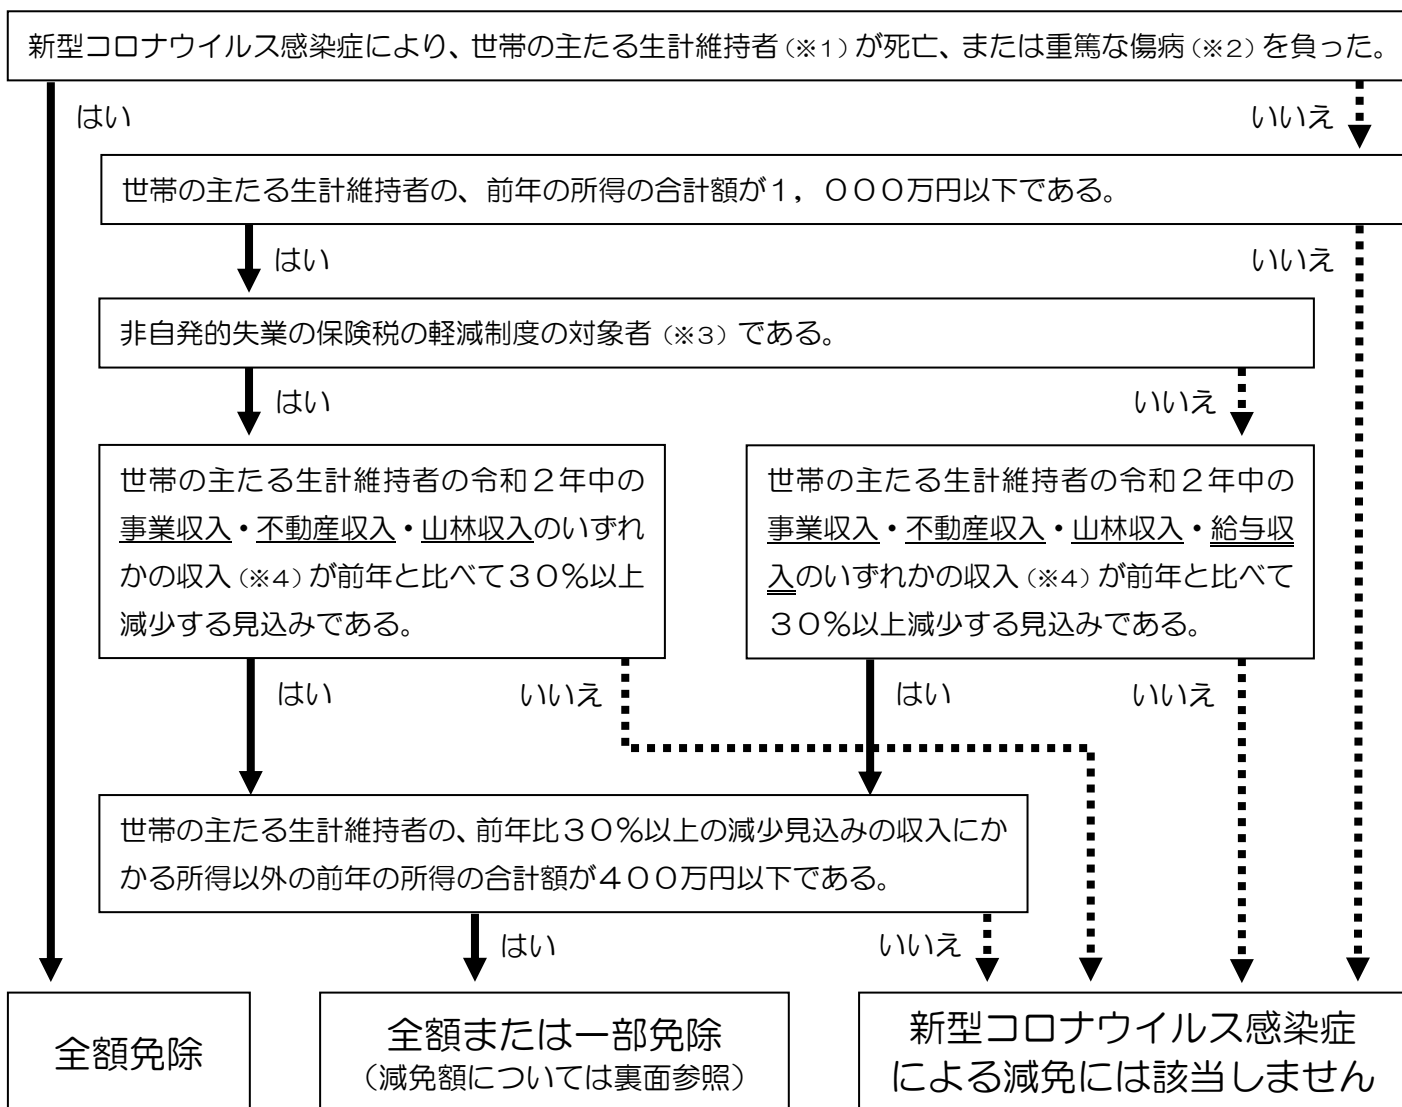 新型コロナウイルス感染症により、世帯の主たる生計維持者（※１）が死亡、または重篤な傷病（※２）を負った。
はい
いいえ
世帯の主たる生計維持者の、前年の所得の合計額が１，０００万円以下である。
はい
いいえ
非自発的失業の保険税の軽減制度の対象者（※３）である。
はい
いいえ
世帯の主たる生計維持者の令和２年中の
事業収入・不動産収入・山林収入のいずれ
かの収入（※４）が前年と比べて３０％以上
減少する見込みである。
世帯の主たる生計維持者の令和２年中の
事業収入・不動産収入・山林収入・給与収
入のいずれかの収入（※４）が前年と比べて
３０％以上減少する見込みである。
はい
いいえ
はい
いいえ
世帯の主たる生計維持者の、前年比３０％以上の減少見込みの収入にか
かる所得以外の前年の所得の合計額が４００万円以下である。
はい
いいえ
全額免除
全額または一部免除
（減免額については裏面参照）
新型コロナウイルス感染症
による減免には該当しません